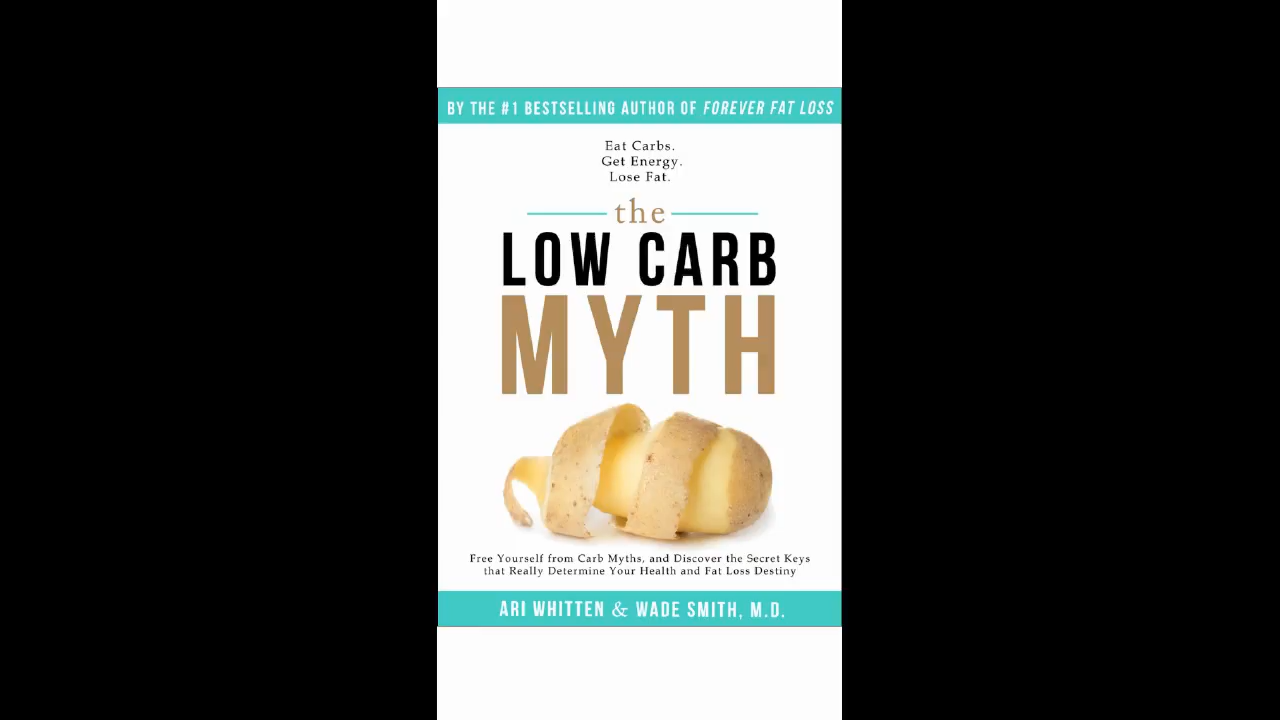 BY THE #1 BESTSELLING AUTHOR OF FOREVER FAT LOSS
Eat Carbs.
Get Energy.
Lose Fat.
the
LOW CARB
MYTH
Free Yourself from Carb Myths, and Discover the Secret Keys
that Really Determine Your Health and Fat Loss Destiny
ARI WHITTEN & WADE SMITH, M.D.